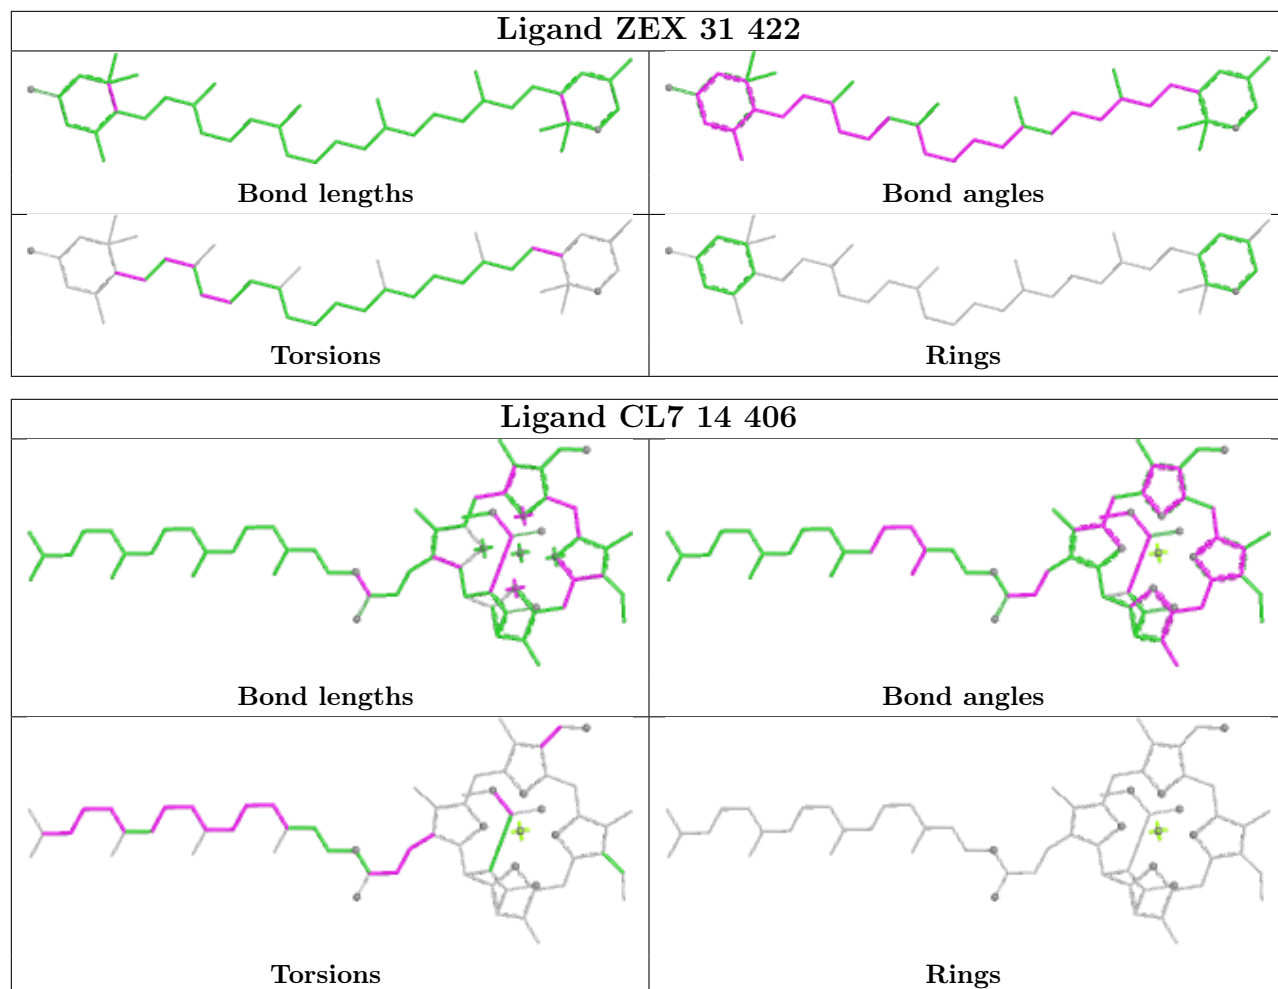 Ligand ZEX 31 422
Bond lengths
Bond angles
Torsions
Rings
Ligand CL7 14 406
Bond lengths
Bond angles
Torsions
Rings